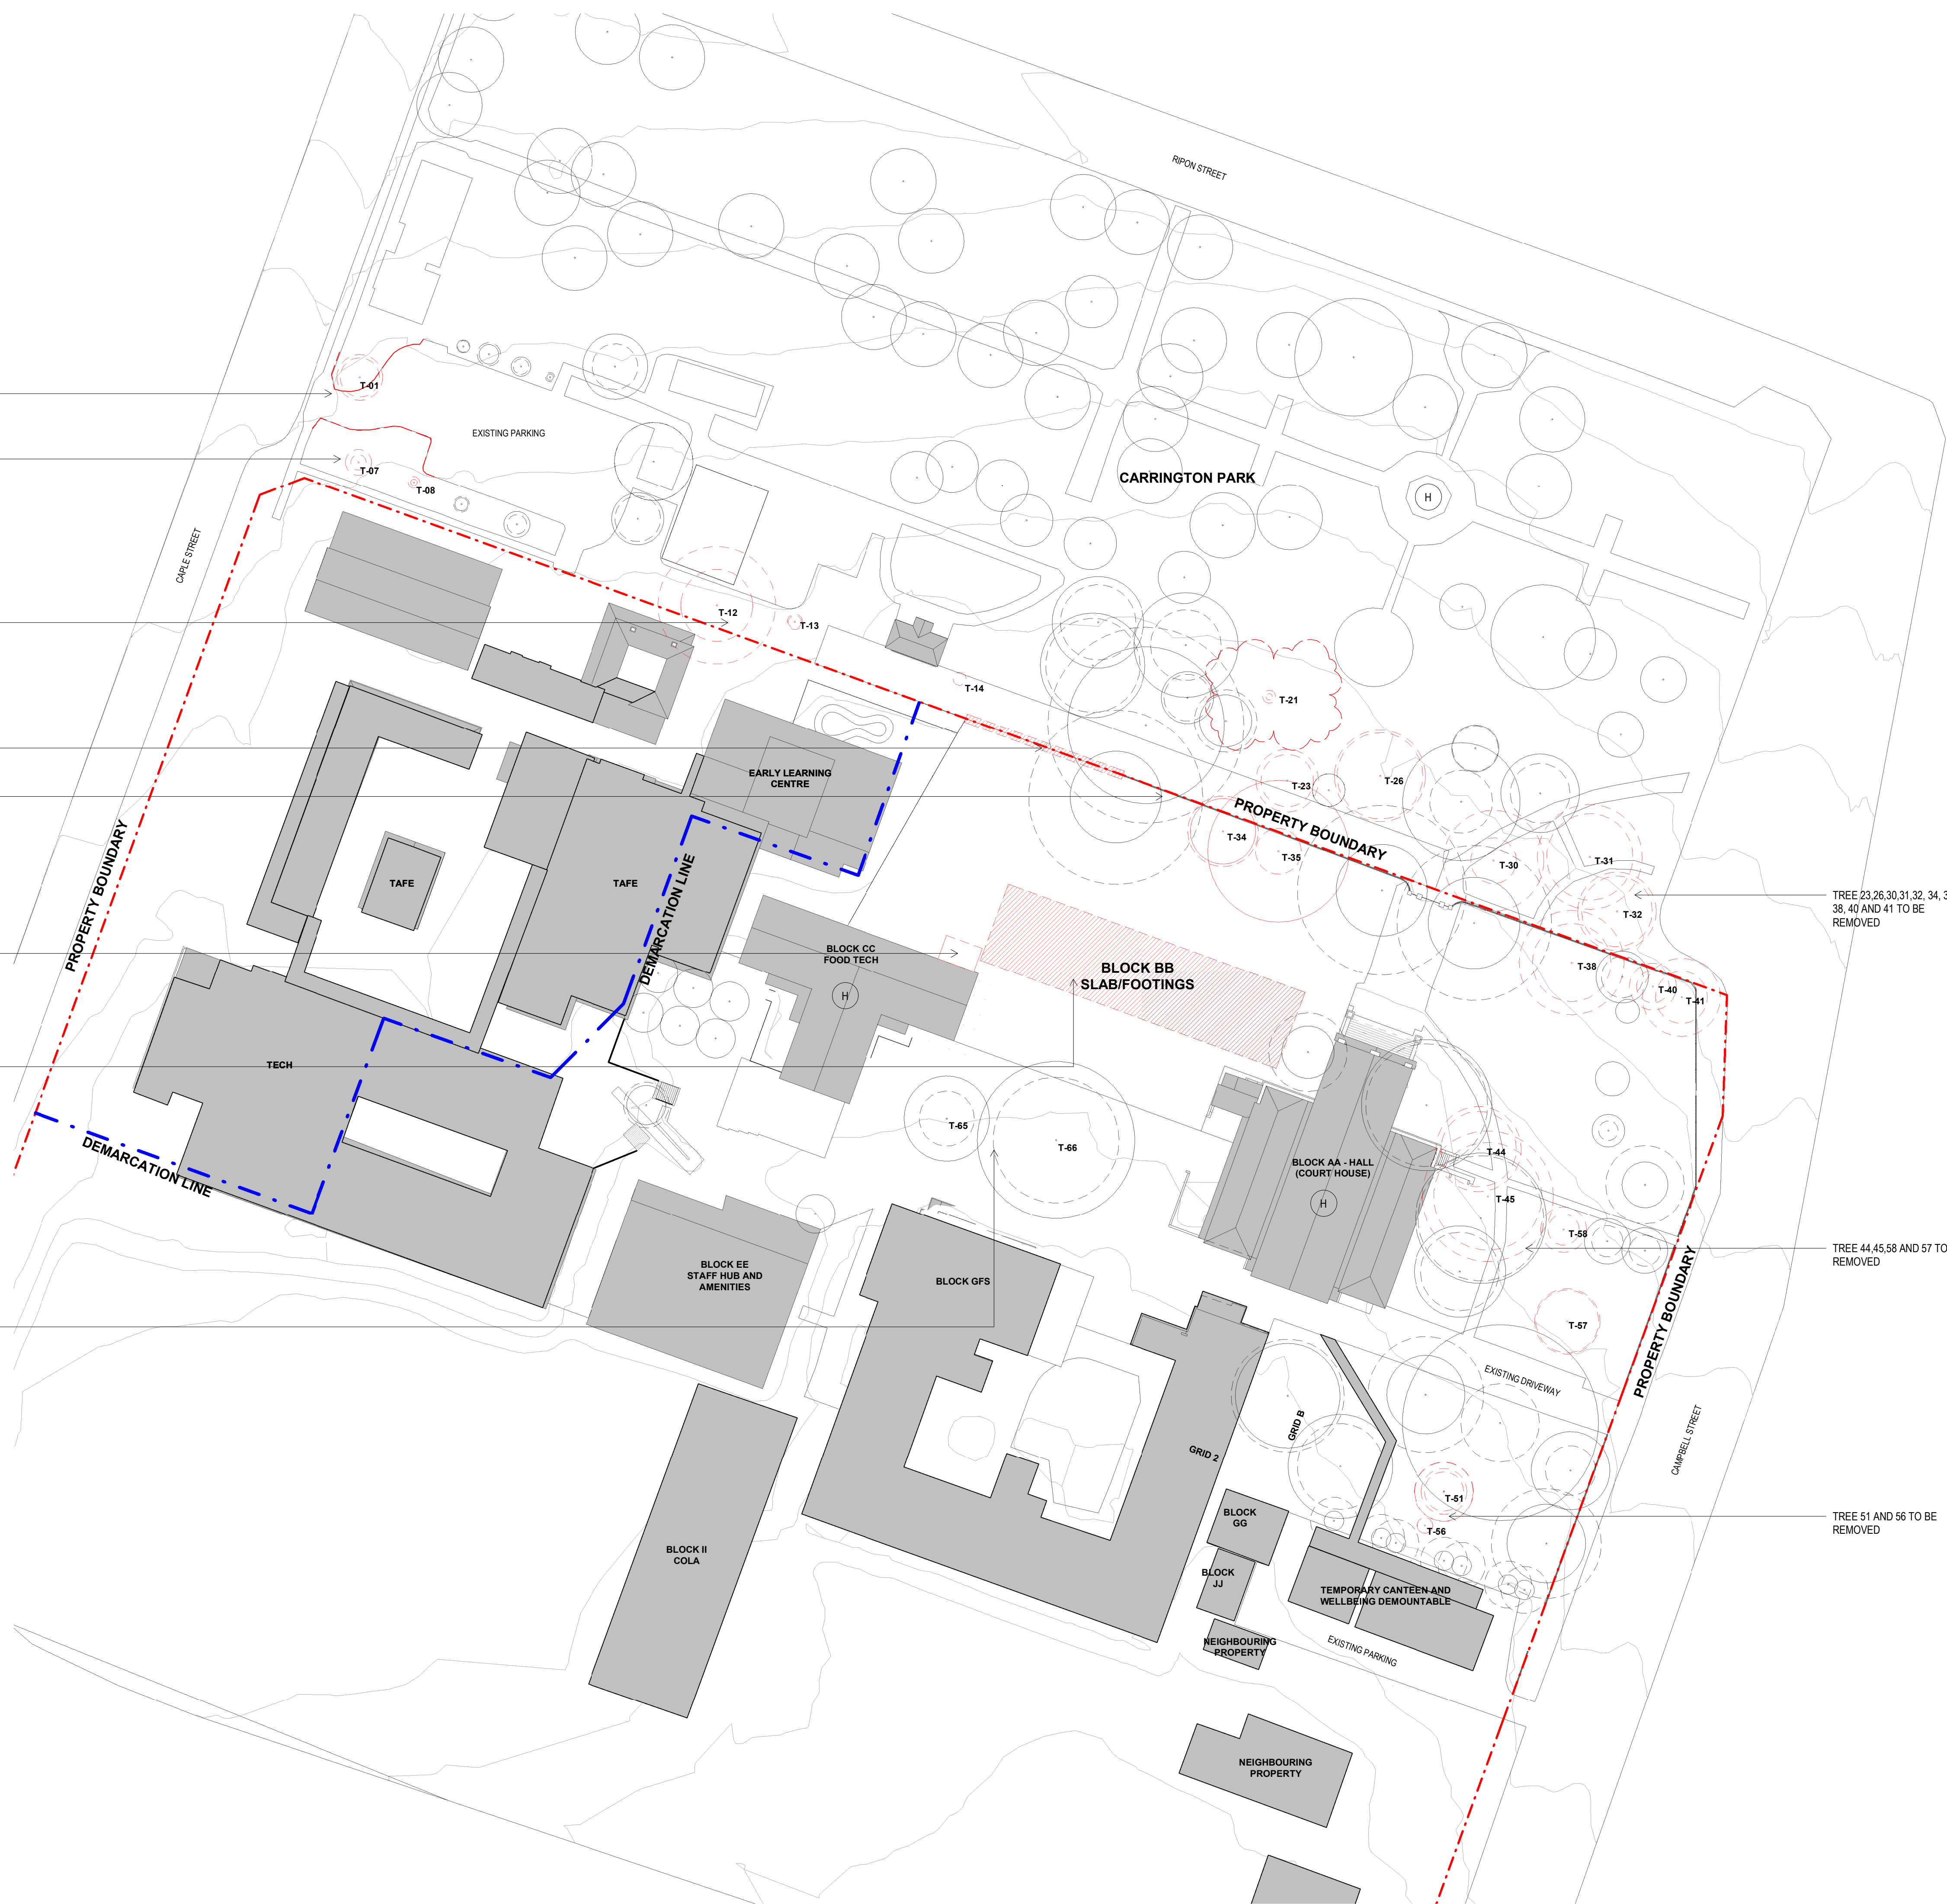 RIPON STREET
T-01
EXISTING PARKING
T-07
T-08
CARRINGTON PARK
H
CAPLE STREET
T-12
T-13
T-14
T-21
EARLY LEARNING
CENTRE
T-23
T-26
PROPERTY BOUNDARY
T-34
T-35
T-30
T-31
PROPERTY BOUNDARY
TAFE
TAFE
DEMARCATION LINE
TREE 23,26,30,31,32, 34,
38, 40 AND 41 TO BE
REMOVED
T-32
BLOCK CC
FOOD TECH
H
BLOCK BB
SLAB/FOOTINGS
T-38
T-40
T-41
TECH
T-65
T-66
DEMARCATION LINE
BLOCK AA - HALL
(COURT HOUSE)
H
T-44
T-45
T-58
TREE 44,45,58 AND 57 TO
REMOVED
BLOCK EE
STAFF HUB AND
AMENITIES
BLOCK GFS
PROPERTY BOUNDARY
T-57
EXISTING DRIVEWAY
GRID B
GRID 2
CAMPBELL STREET
T-51
TREE 51 AND 56 TO BE
REMOVED
BLOCK
GG
T-56
BLOCK II
COLA
BLOCK
JJ
TEMPORARY CANTEEN AND
WELLBEING DEMOUNTABLE
NEIGHBOURING
PROPERTY
EXISTING PARKING
NEIGHBOURING
PROPERTY